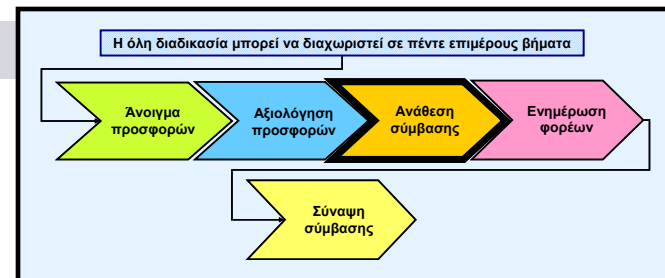 Η όλη διαδικασία μπορεί να διαχωριστεί σε πέντε επιμέρους βήματα
Άνοιγμα
προσφορών
Αξιολόγηση
προσφορών
Ανάθεση
σύμβασης
Ενημέρωση
φορέων
Σύναψη
σύμβασης